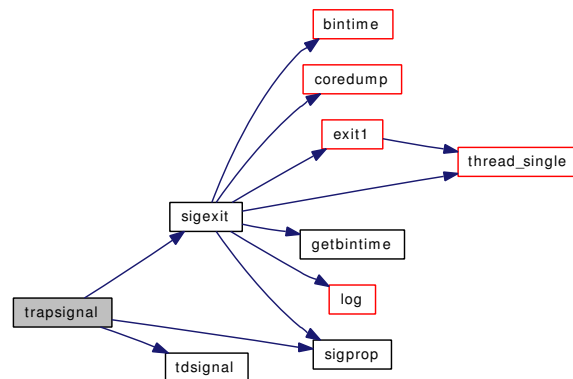 bintime
coredump
exit1
thread_single
sigexit
getbintime
log
trapsignal
sigprop
tdsignal